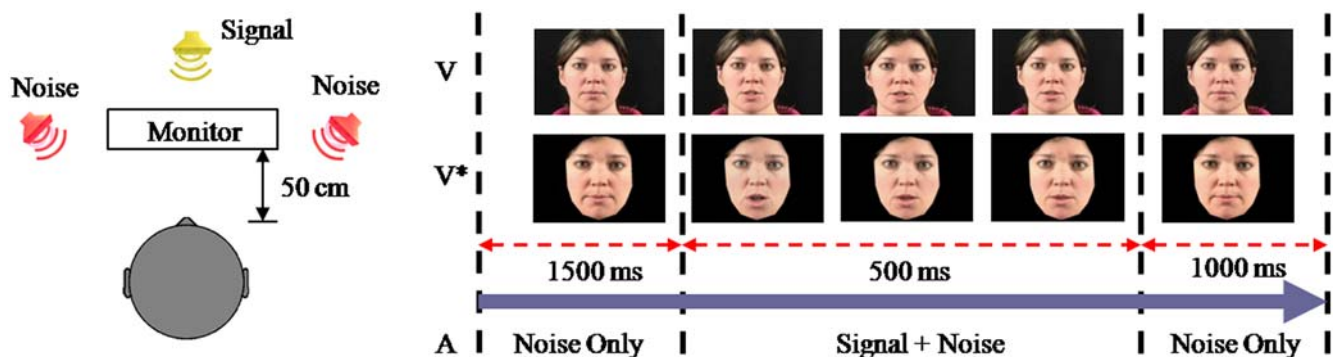 Signal
Noise
Noise
Monitor
50 cm
V
V*
1500 ms
500 ms
1000 ms
A
Noise Only
Signal + Noise
Noise Only